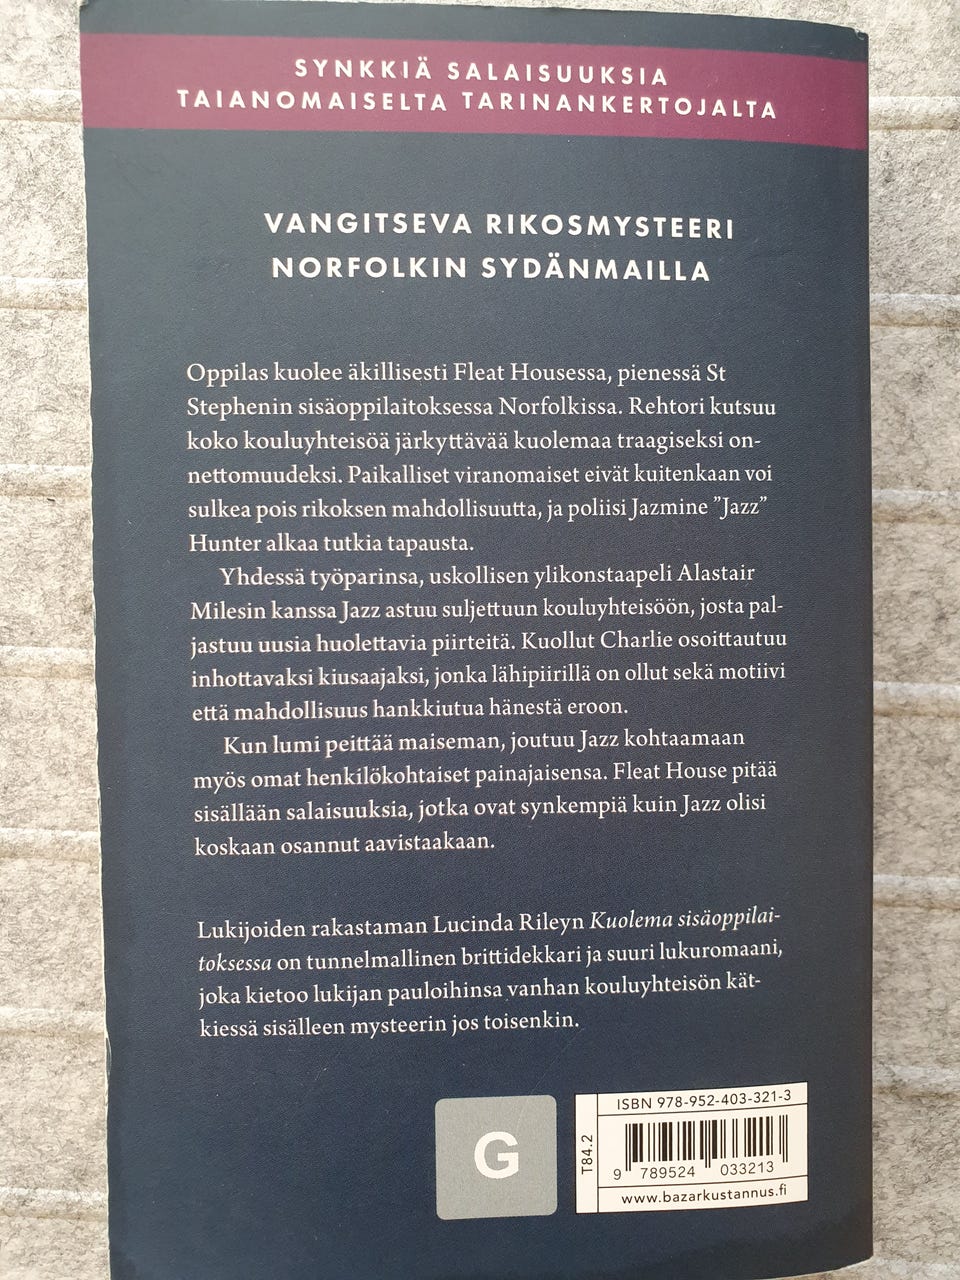 SYNKKIÄ SALAISUUKSIA
TAIANOMAISELTA TARINANKERTOJALTA
VANGITSEVA RIKOSMYSTEERI
NORFOLKIN SYDÄNMAILLA
Oppilas kuolee äkillisesti Fleat Housessa, pienessä St
Stephenin sisäoppilaitoksessa Norfolkissa. Rehtori kutsuu
koko kouluyhteisöä järkyttävää kuolemaa traagiseksi on-
nettomuudeksi. Paikalliset viranomaiset eivät kuitenkaan voi
sulkea pois rikoksen mahdollisuutta, ja poliisi Jazmine ”Jazz”
Hunter alkaa tutkia tapausta.
Yhdessä työparinsa, uskollisen ylikonstaapeli Alastair
Milesin kanssa Jazz astuu suljettuun kouluyhteisöön, josta pal-
jastuu uusia huolettavia piirteitä. Kuollut Charlie osoittautuu
inhottavaksi kiusaajaksi, jonka lähipiirillä on ollut sekä motiivi
että mahdollisuus hankkiutua hänestä eroon.
Kun lumi peittää maiseman, joutuu Jazz kohtaamaan
myös omat henkilökohtaiset painajaisensa. Fleat House pitää
sisällään salaisuuksia, jotka ovat synkempiä kuin Jazz olisi
koskaan osannut aavistaakaan.
Lukijoiden rakastaman Lucinda Rileyn Kuolema sisäoppilai-
toksessa on tunnelmallinen brittidekkari ja suuri lukuromaani,
joka kietoo lukijan pauloihinsa vanhan kouluyhteisön kät-
kiessä sisälleen mysteerin jos toisenkin.
G
T84.2
ISBN 978-952-403-321-3
9 789524 033213
www.bazarkustannus.fi